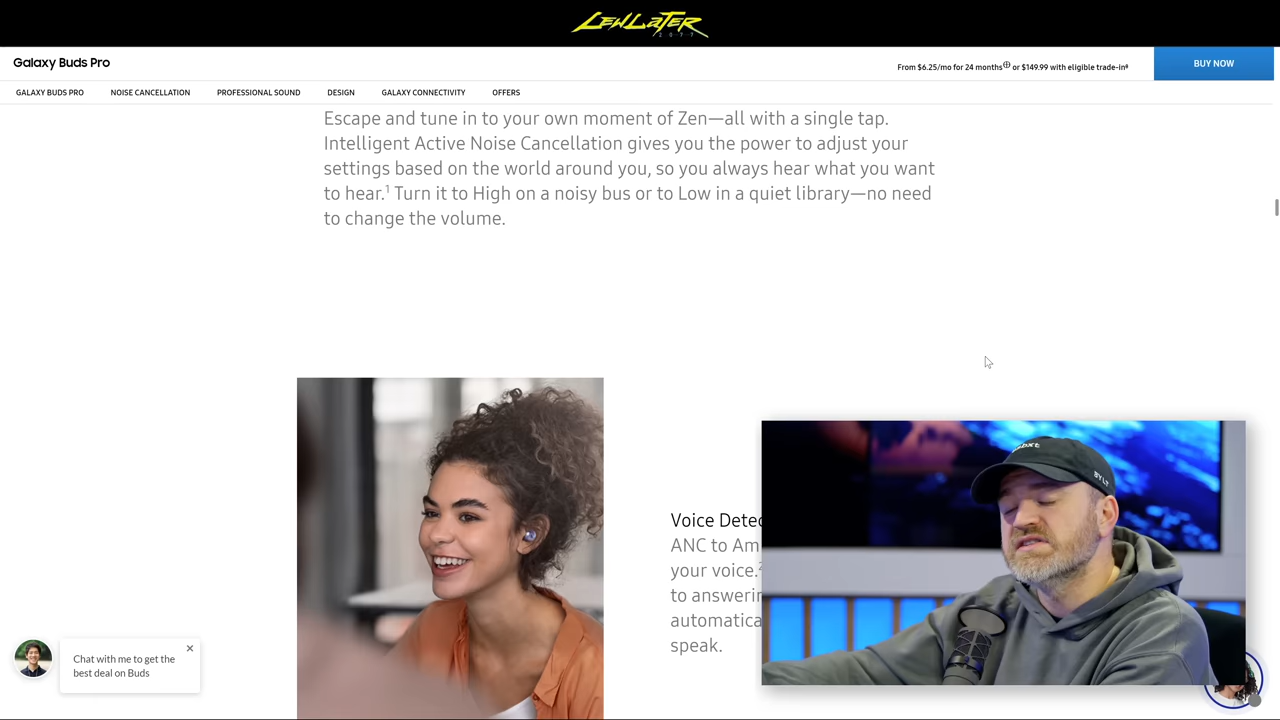 LEWLATER
2077
Galaxy Buds Pro
From $6.25/mo for 24 months⊕ or $149.99 with eligible trade-in⁸
BUY NOW
GALAXY BUDS PRO
NOISE CANCELLATION
PROFESSIONAL SOUND
DESIGN
GALAXY CONNECTIVITY
OFFERS
Escape and tune in to your own moment of Zen—all with a single tap.
Intelligent Active Noise Cancellation gives you the power to adjust your
settings based on the world around you, so you always hear what you want
to hear.¹ Turn it to High on a noisy bus or to Low in a quiet library—no need
to change the volume.
Voice Detec
ANC to Am
your voice.²
to answerin
automatica
speak.
BYLT
Chat with me to get the
best deal on Buds